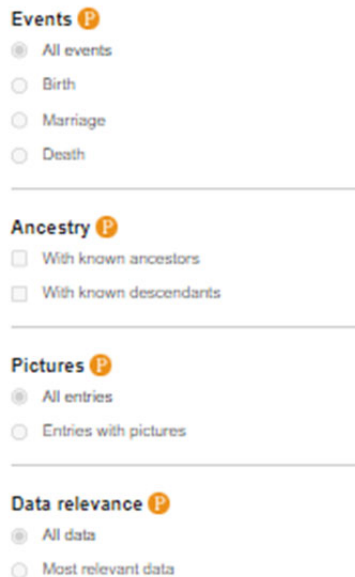 Events P
All events
Birth
Marriage
Death
Ancestry P
With known ancestors
With known descendants
Pictures P
All entries
Entries with pictures
Data relevance P
All data
Most relevant data